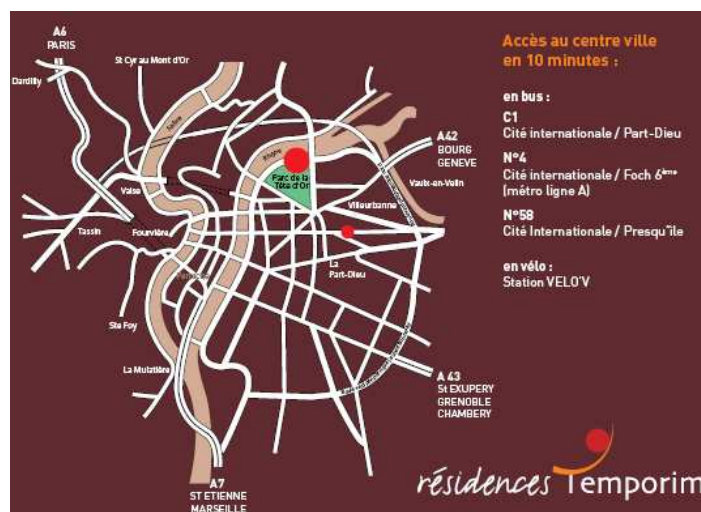 A6
PARIS
Dardilly
St Cyr au Mont d'Or
Saône
Rhône
Parc de la
Tête d'Or
A42
BOURG
GENEVE
Vaulx-en-Velin
Villeurbanne
Vaise
Tassin
Fourvière
La
Part-Dieu
Ste Foy
La Mulatière
A 43
St EXUPERY
GRENOBLE
CHAMBERY
A7
ST ETIENNE
MARSEILLE
Accès au centre ville
en 10 minutes :
en bus :
C1
Cité internationale / Part-Dieu
N°4
Cité internationale / Foch 6ème
(métro ligne A)
N°58
Cité Internationale / Presqu'île
en vélo :
Station VELO'V
résidences Temporim